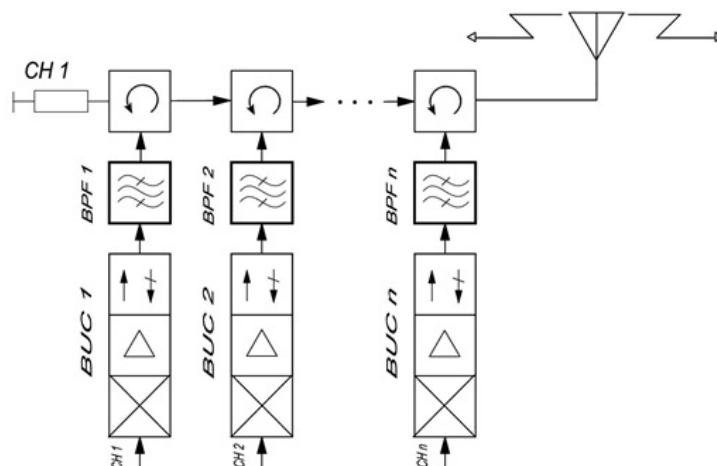 CH 1
BPF 1
BPF 2
BPF n
BUC 1
BUC 2
BUC n
CH 1
CH 2
CH n